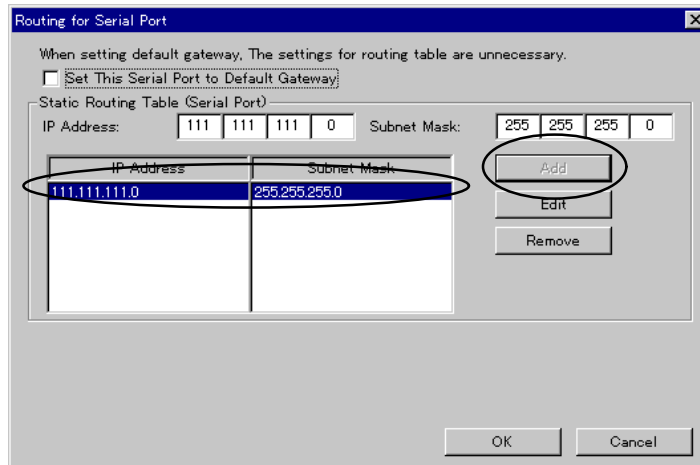 Routing for Serial Port
When setting default gateway, The settings for routing table are unnecessary.
Set This Serial Port to Default Gateway
Static Routing Table (Serial Port)
IP Address: 111 111 111 0 Subnet Mask: 255 255 255 0
IP Address Subnet Mask Add
111.111.111.0 255.255.255.0
Edit
Remove
OK Cancel